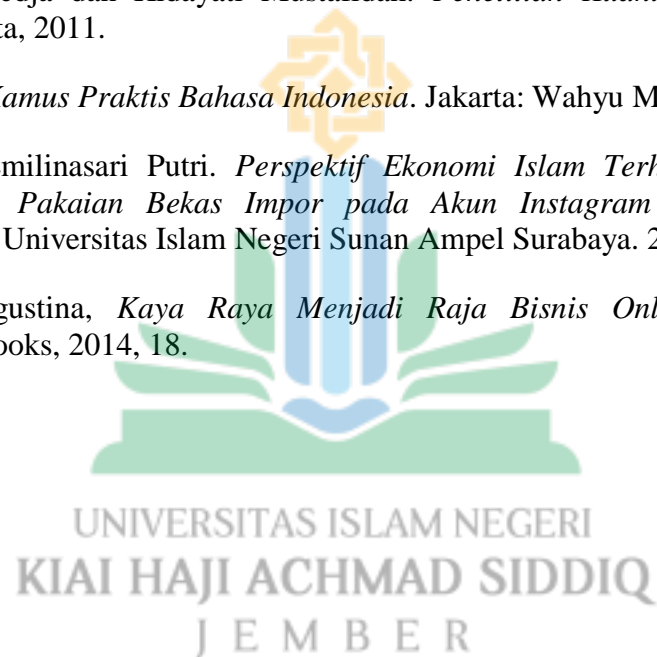 dan Hidayati
ta, 2011.
Kamus Praktis Bahasa Indonesia. Jakarta: Wahyu M
milinasari Putri. Perspektif Ekonomi Islam Terh
Pakaian Bekas Impor pada Akun Instagram
Universitas Islam Negeri Sunan Ampel Surabaya. 2
gustina, Kaya Raya Menjadi Raja Bisnis Onl
ooks, 2014, 18.
UNIVERSITAS ISLAM NEGERI
KIAI HAJI ACHMAD SIDDIQ
J E M B E R